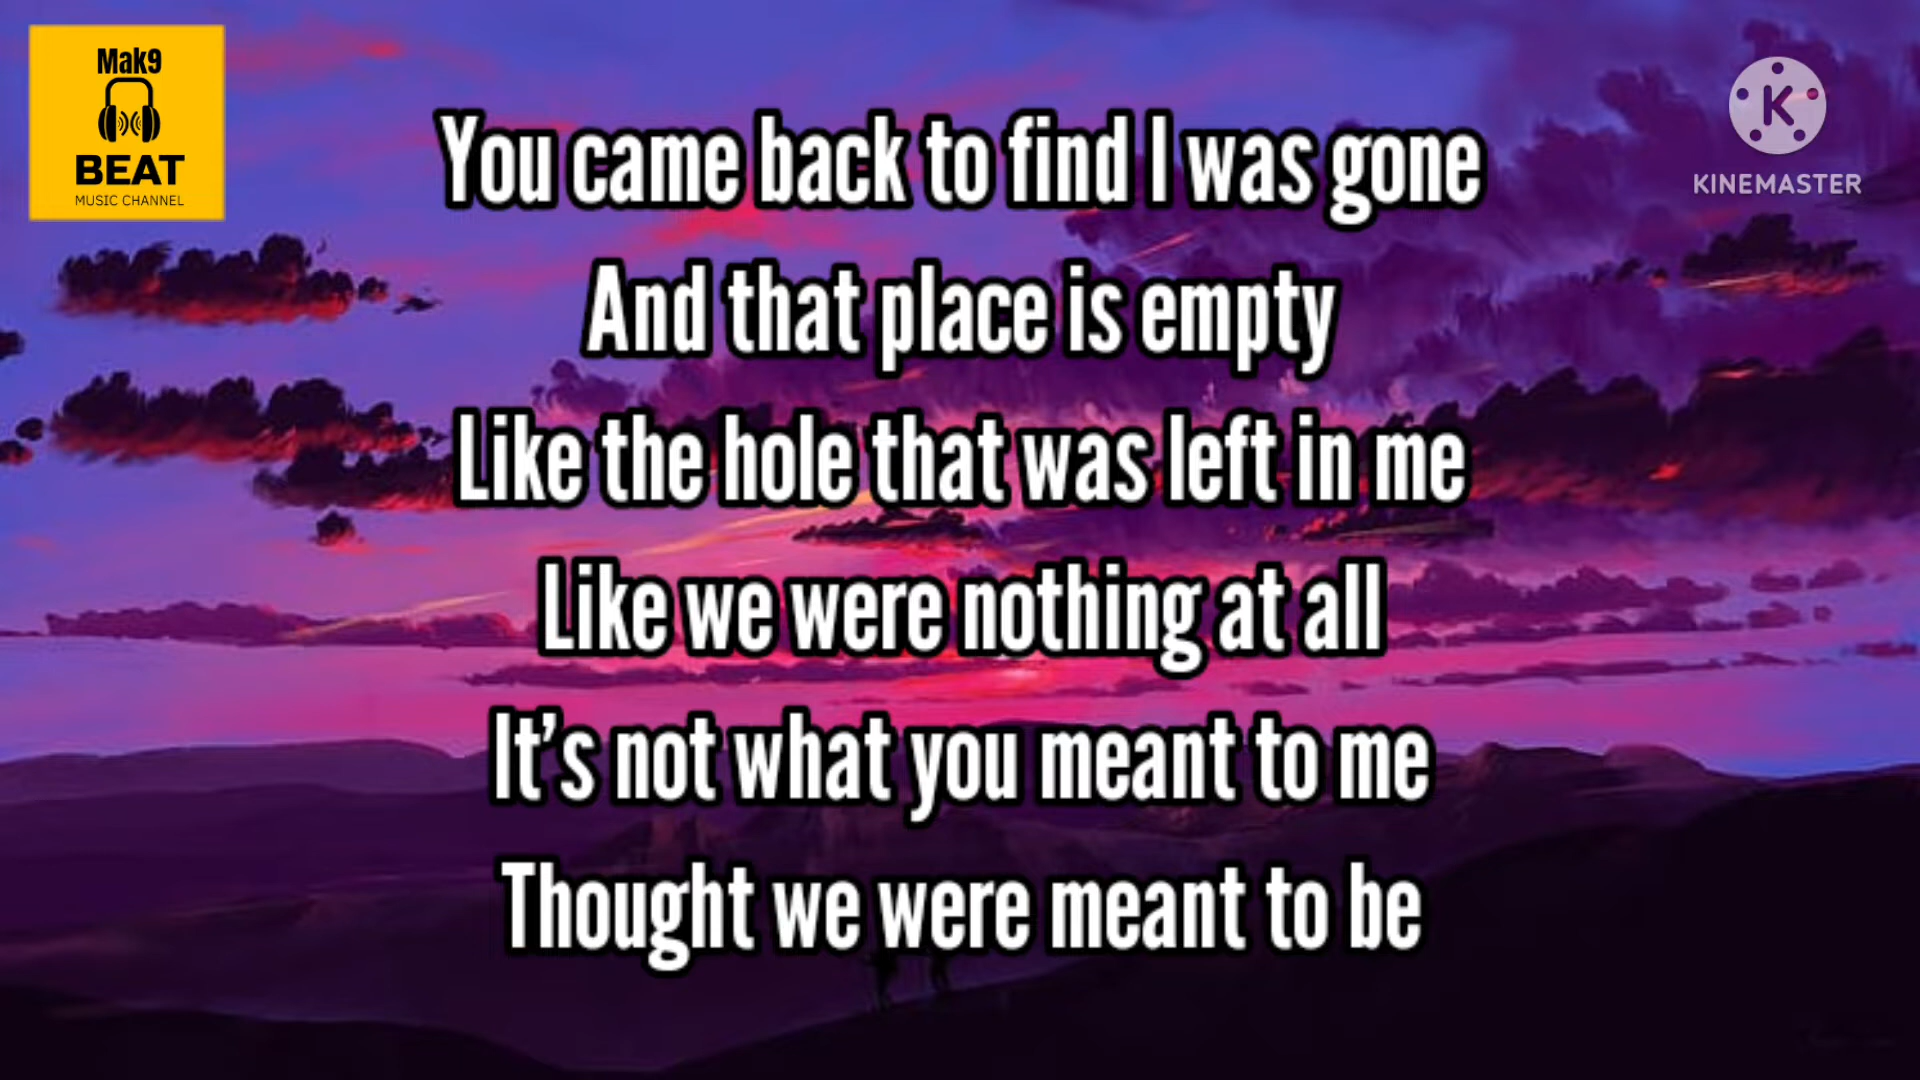 Mak9
BEAT
MUSIC CHANNEL
K
KINEMASTER
You came back to find I was gone
And that place is empty
Like the hole that was left in me
Like we were nothing at all
It's not what you meant to me
Thought we were meant to be